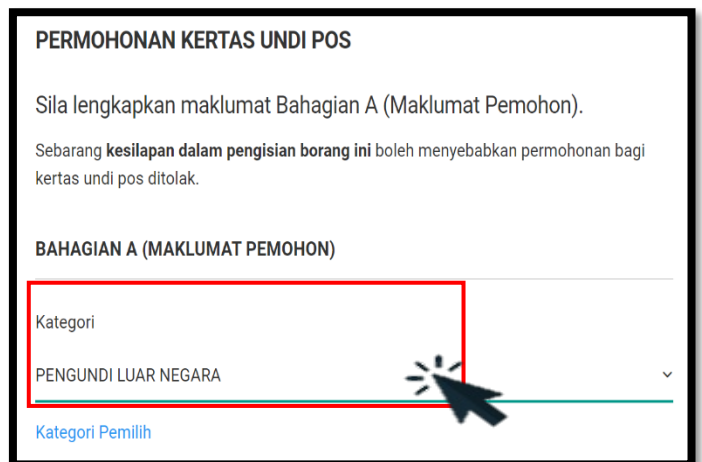 PERMOHONAN KERTAS UNDI POS
Sila lengkapkan maklumat Bahagian A (Maklumat Pemohon).
Sebarang kesilapan dalam pengisian borang ini boleh menyebabkan permohonan bagi
kertas undi pos ditolak.
BAHAGIAN A (MAKLUMAT PEMOHON)
Kategori
PENGUNDI LUAR NEGARA
Kategori Pemilih